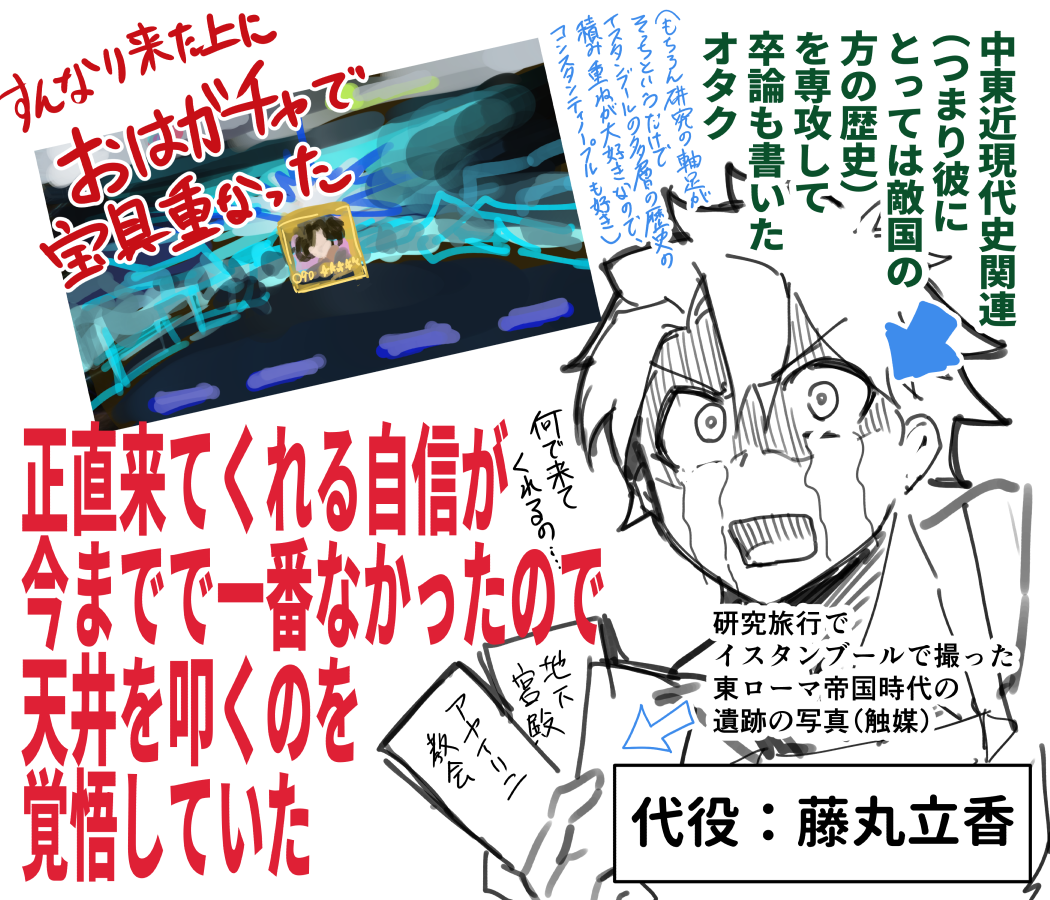 すんなり来た上に
おはガチャで
宝具重なった
(もちろん研究の軸足が
そっちというだけで
イスタンブールの多層の歴史の
積み重ねが大好きなので、
コンスタンティノープルも好き)
中東近現代史関連
(つまり彼に
とっては敵国の
方の歴史)
を専攻して
卒論も書いた
オタク
正直来てくれる自信が
今までで一番なかったので
天井を叩くのを
覚悟していた
何で来て
くれるの…
地下
宮殿
アヤイリニ
教会
研究旅行で
イスタンブールで撮った
東ローマ帝国時代の
遺跡の写真(触媒)
代役：藤丸立香